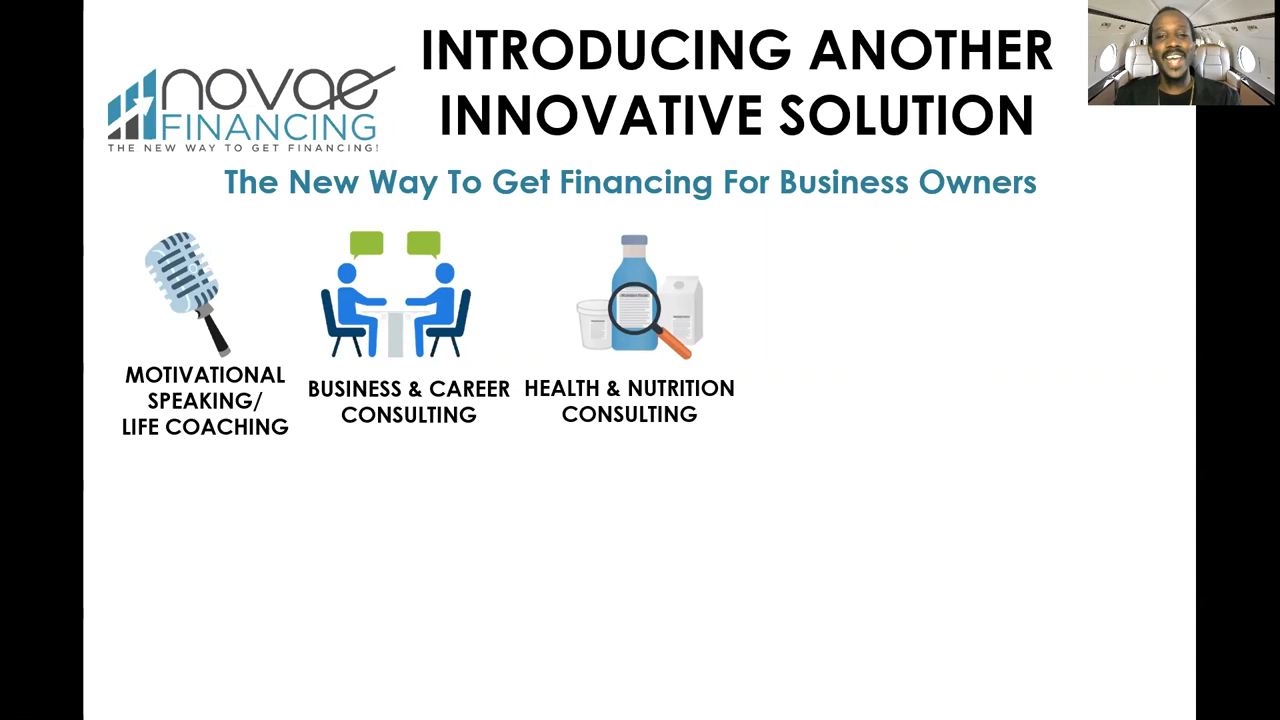 INTRODUCING ANOTHER
INNOVATIVE SOLUTION
novae
FINANCING
THE NEW WAY TO GET FINANCING!
The New Way To Get Financing For Business Owners
MOTIVATIONAL
SPEAKING/
LIFE COACHING
BUSINESS & CAREER
CONSULTING
HEALTH & NUTRITION
CONSULTING